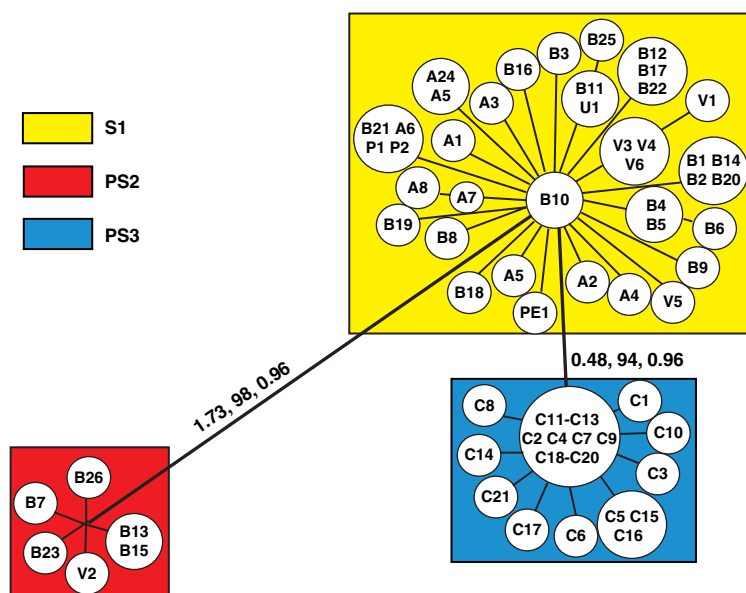 B25
B3
B12
B17
B22
B16
A24
A5
A3
B11
U1
V1
S1
B21 A6
P1 P2
A1
V3 V4
V6
B1 B14
B2 B20
PS2
A8
A7
B10
B4
B5
B19
B6
B8
PS3
B9
A5
A2
B18
A4
V5
PE1
0.48, 94, 0.96
1.73, 98, 0.96
C8
C1
C11-C13
C2 C4 C7 C9
C18-C20
C10
C14
C3
B26
C21
B7
C5 C15
C16
C17
C6
B13
B15
B23
V2